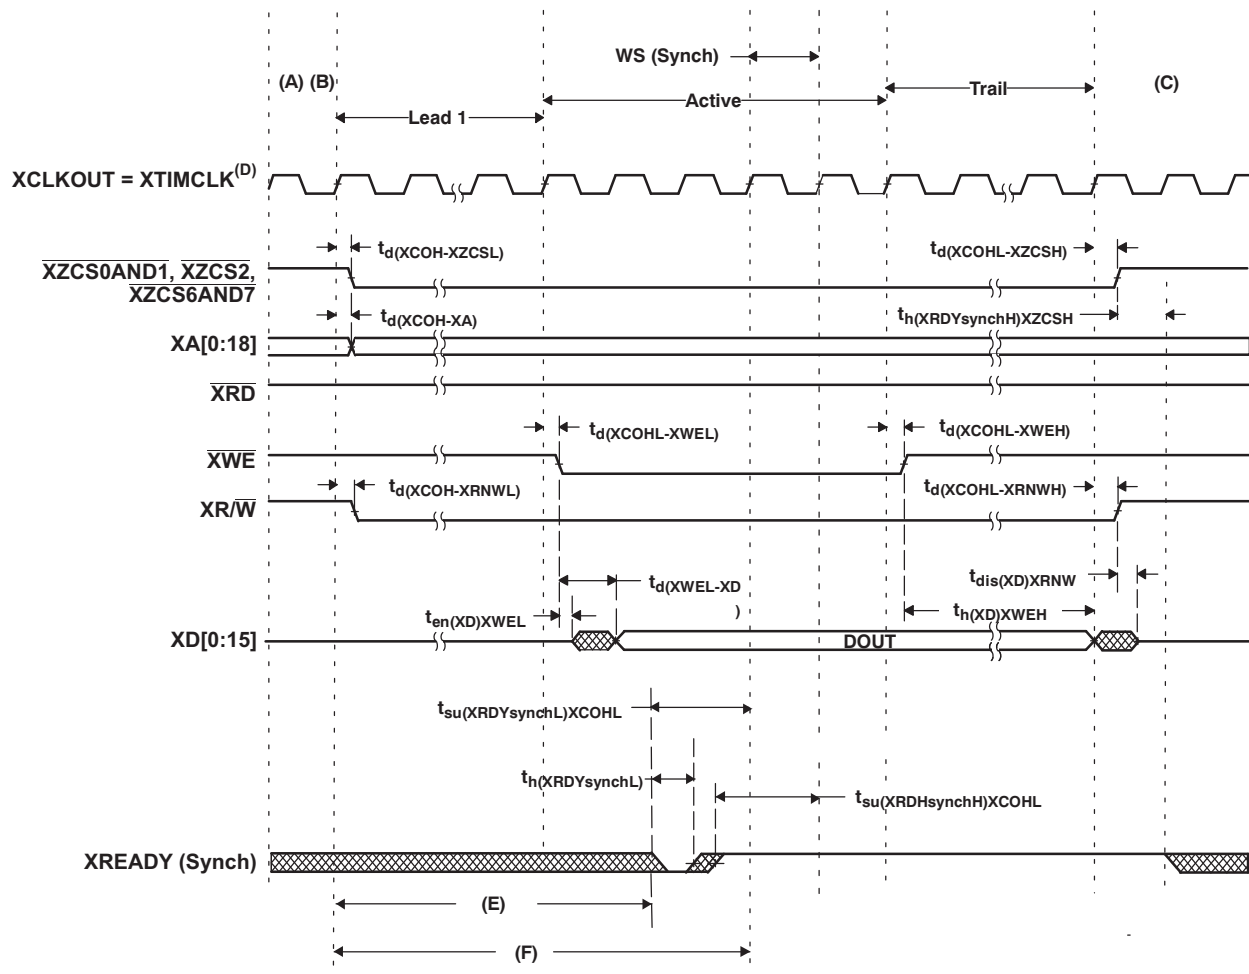 WS (Synch)
(A) (B)
Active
Trail
(C)
Lead 1
XCLKOUT = XTIMCLK(D)
td(XCOH-XZCSL)
td(XCOHL-XZCSH)
XZCS0AND1, XZCS2,
XZCS6AND7
td(XCOH-XA)
th(XRDYsynchH)XZCSH
XA[0:18]
XRD
td(XCOHL-XWEL)
td(XCOHL-XWEH)
XWE
td(XCOH-XRNWL)
td(XCOHL-XRNWH)
XR/W
td(XWEL-XD
)
tdis(XD)XRNW
ten(XD)XWEL
th(XD)XWEH
XD[0:15]
DOUT
tsu(XRDYsynchL)XCOHL
th(XRDYsynchL)
tsu(XRDHsynchH)XCOHL
XREADY (Synch)
(E)
(F)